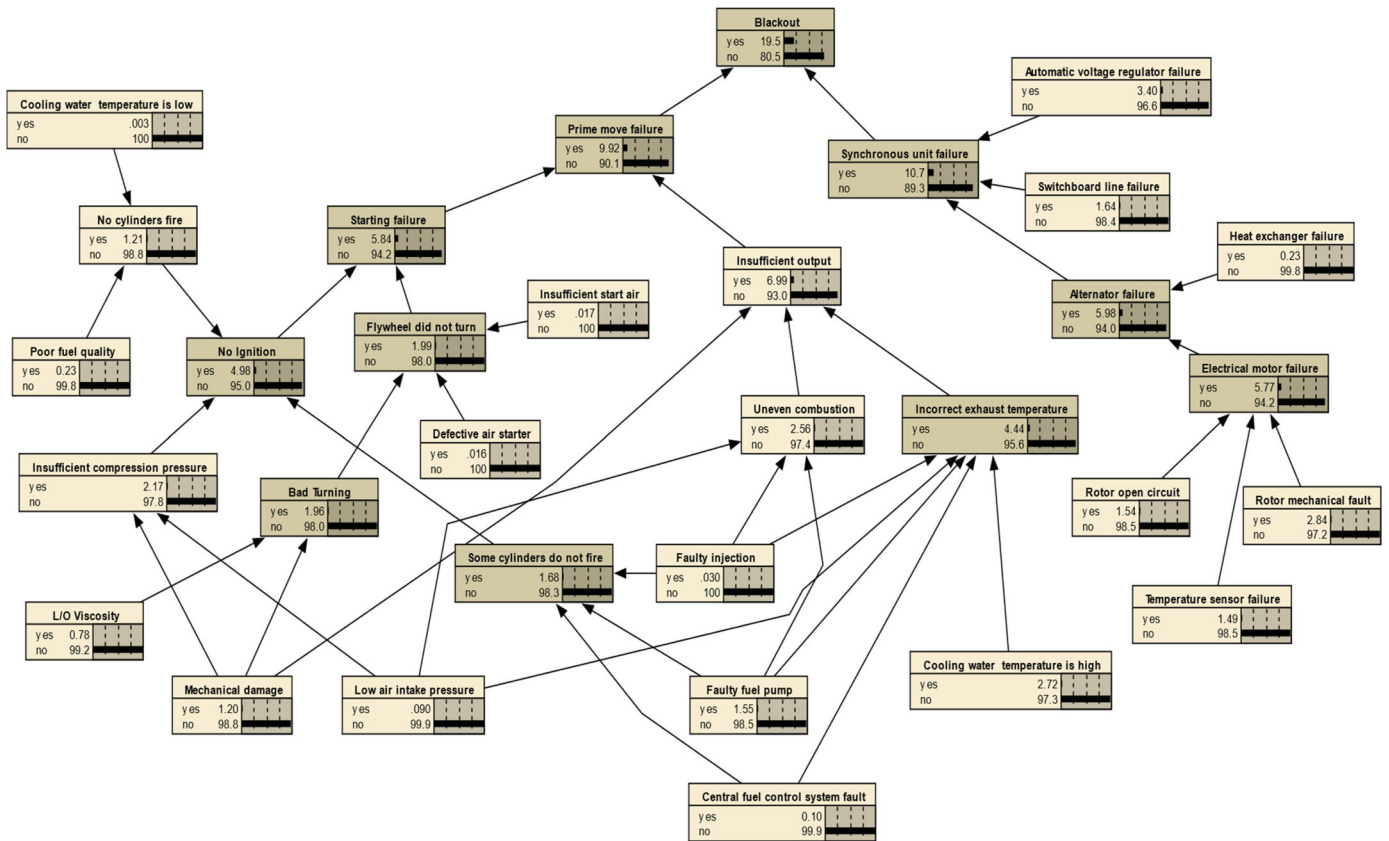 Blackout
yes 19.5
no 80.5
Automatic voltage regulator failure
yes 3.40
no 96.6
Cooling water temperature is low
yes .003
no 100
Prime move failure
yes 9.92
no 90.1
Synchronous unit failure
yes 10.7
no 89.3
Switchboard line failure
yes 1.64
no 98.4
No cylinders fire
yes 1.21
no 98.8
Starting failure
yes 5.84
no 94.2
Insufficient output
yes 6.99
no 93.0
Heat exchanger failure
yes 0.23
no 99.8
Insufficient start air
yes .017
no 100
Alternator failure
yes 5.98
no 94.0
Flywheel did not turn
yes 1.99
no 98.0
Poor fuel quality
yes 0.23
no 99.8
No Ignition
yes 4.98
no 95.0
Electrical motor failure
yes 5.77
no 94.2
Uneven combustion
yes 2.56
no 97.4
Incorrect exhaust temperature
yes 4.44
no 95.6
Defective air starter
yes .016
no 100
Insufficient compression pressure
yes 2.17
no 97.8
Bad Turning
yes 1.96
no 98.0
Rotor open circuit
yes 1.54
no 98.5
Rotor mechanical fault
yes 2.84
no 97.2
Some cylinders do not fire
yes 1.68
no 98.3
Faulty injection
yes .030
no 100
Temperature sensor failure
yes 1.49
no 98.5
L/O Viscosity
yes 0.78
no 99.2
Cooling water temperature is high
yes 2.72
no 97.3
Mechanical damage
yes 1.20
no 98.8
Low air intake pressure
yes .090
no 99.9
Faulty fuel pump
yes 1.55
no 98.5
Central fuel control system fault
yes 0.10
no 99.9